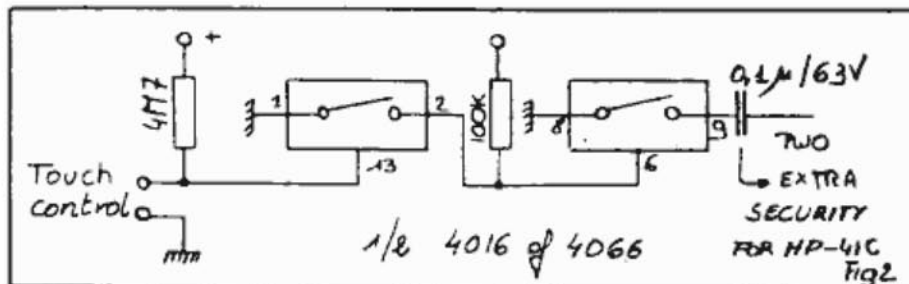 +
4M7
1
2
13
100K
8
9
6
0,1µ/63V
TWO
Touch
control
1/2 4016 of 4066
EXTRA
SECURITY
FOR HP-41C
Fig2